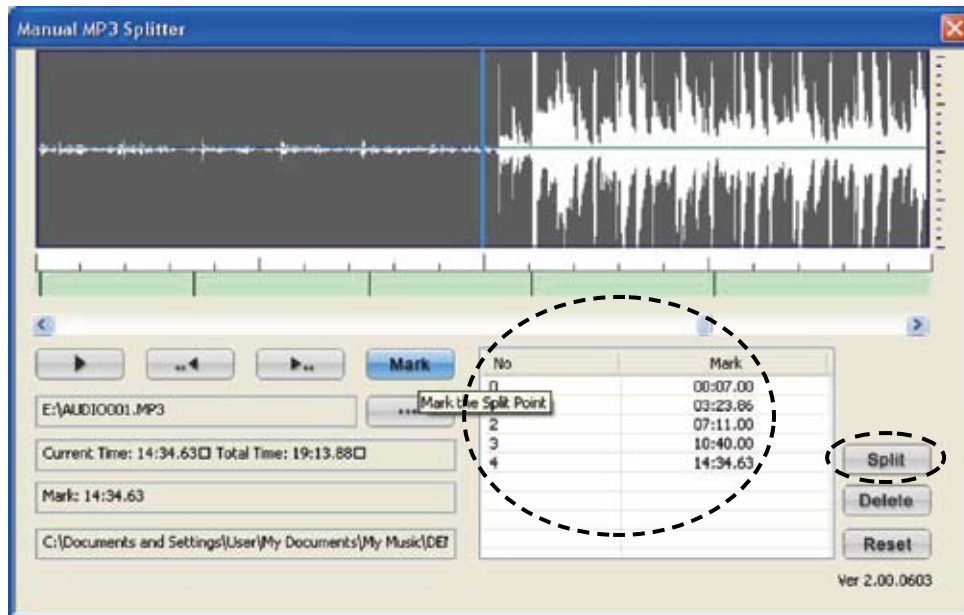 Manual MP3 Splitter
Mark
E:\AUDIO001.MP3
Mark the Split Point
Current Time: 14:34.63□ Total Time: 19:13.88□
Mark: 14:34.63
C:\Documents and Settings\User\My Documents\My Music\DE
No Mark
0 00:07.00
03:23.86
2 07:11.00
3 10:40.00
4 14:34.63
Split
Delete
Reset
Ver 2.00.0603